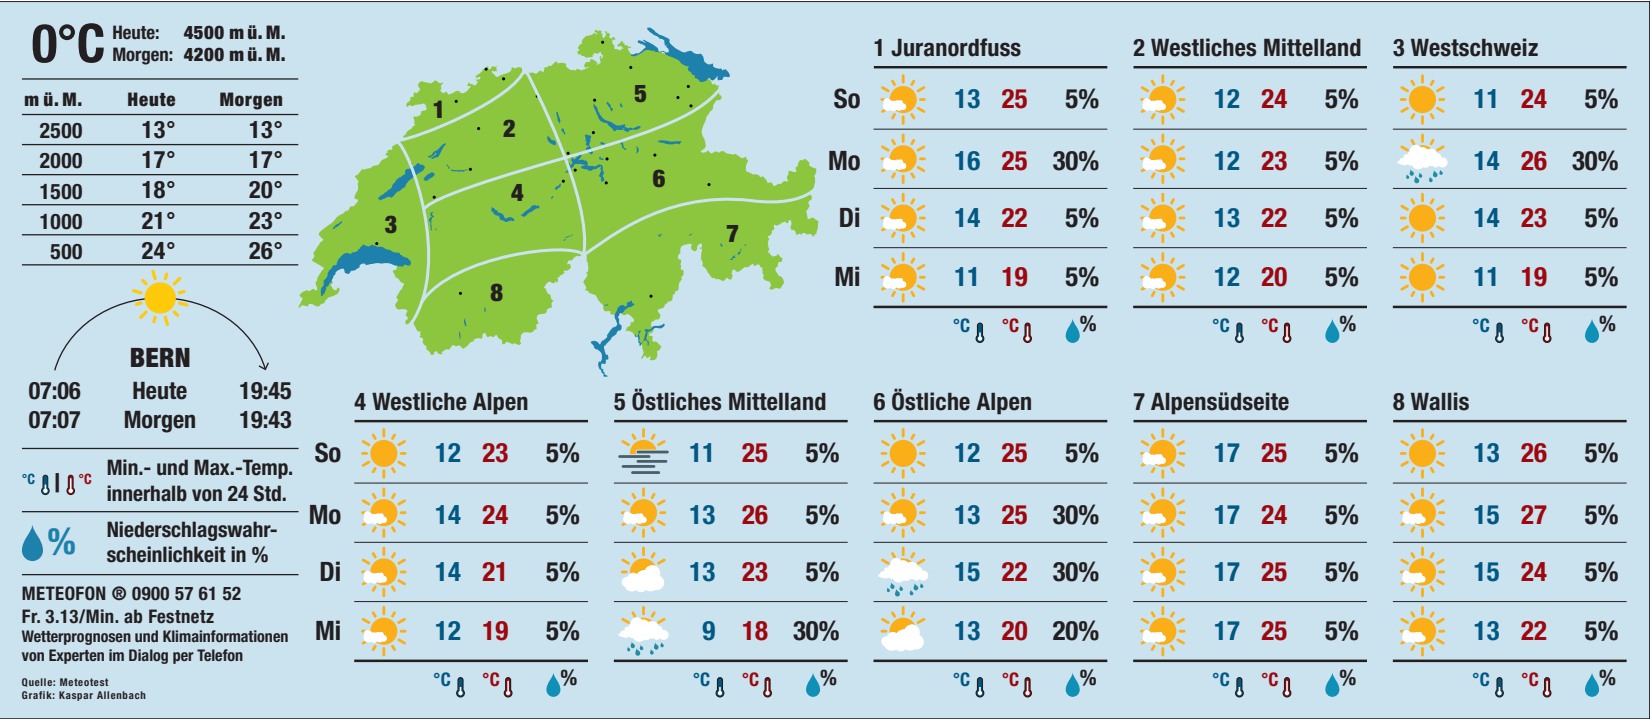 0°C
Heute: 4500 m ü. M.
Morgen: 4200 m ü. M.
m ü. M. Heute Morgen
2500 13° 13°
2000 17° 17°
1500 18° 20°
1000 21° 23°
500 24° 26°
BERN
07:06 Heute 19:45
07:07 Morgen 19:43
°C | °C Min.- und Max.-Temp.
innerhalb von 24 Std.
% Niederschlagswahr-
scheinlichkeit in %
METEOFON ® 0900 57 61 52
Fr. 3.13/Min. ab Festnetz
Wetterprognosen und Klimainformationen
von Experten im Dialog per Telefon
Quelle: Meteotest
Grafik: Kaspar Allenbach
1
2
3
4
5
6
7
8
1 Juranordfuss 2 Westliches Mittelland 3 Westschweiz
So 13 25 5% 12 24 5% 11 24 5%
Mo 16 25 30% 12 23 5% 14 26 30%
Di 14 22 5% 13 22 5% 14 23 5%
Mi 11 19 5% 12 20 5% 11 19 5%
°C °C % °C °C % °C °C %
4 Westliche Alpen 5 Östliches Mittelland 6 Östliche Alpen 7 Alpensüdseite 8 Wallis
So 12 23 5% 11 25 5% 12 25 5% 17 25 5% 13 26 5%
Mo 14 24 5% 13 26 5% 13 25 30% 17 24 5% 15 27 5%
Di 14 21 5% 13 23 5% 15 22 30% 17 25 5% 15 24 5%
Mi 12 19 5% 9 18 30% 13 20 20% 17 25 5% 13 22 5%
°C °C % °C °C % °C °C % °C °C % °C °C %